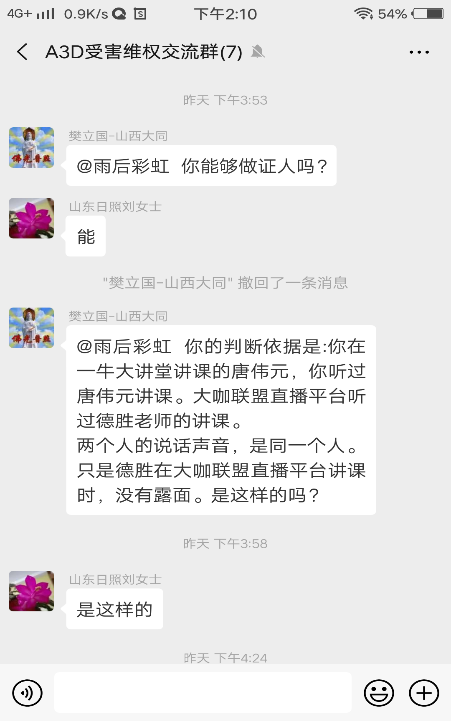 4G+ 0.9K/s 下午2:10 54%
A3D受害维权交流群(7)
昨天 下午3:53
樊立国-山西大同
@雨后彩虹 你能够做证人吗?
山东日照刘女士
能
"樊立国-山西大同" 撤回了一条消息
樊立国-山西大同
@雨后彩虹 你的判断依据是:你在
一牛大讲堂讲课的唐伟元，你听过
唐伟元讲课。大咖联盟直播平台听
过德胜老师的讲课。
两个人的说话声音，是同一个人。
只是德胜在大咖联盟直播平台讲课
时，没有露面。是这样的吗?
昨天 下午3:58
山东日照刘女士
是这样的
昨天 下午4:24